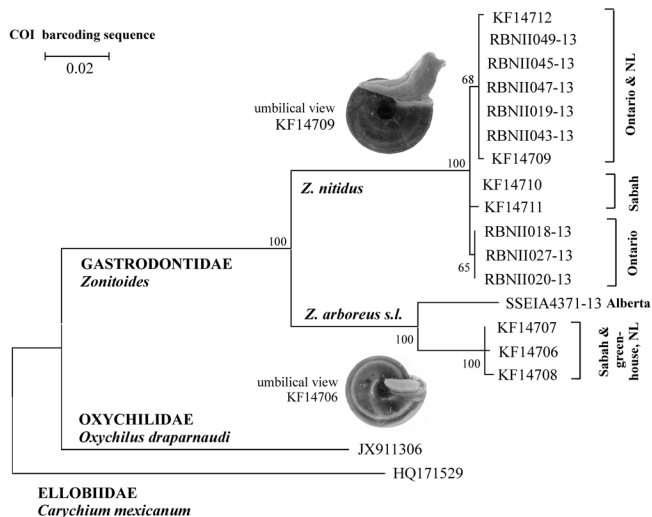 COI barcoding sequence
0.02
umbilical view
KF14709
KF14712
RBNII049-13
RBNII045-13
RBNII047-13
RBNII019-13
RBNII043-13
KF14709
68
Ontario & NL
100
Z. nitidus
KF14710
KF14711
Sabah
RBNII018-13
RBNII027-13
RBNII020-13
65
Ontario
100
GASTRODONTIDAE
Zonitoides
Z. arboreus s.l.
SSEIA4371-13 Alberta
100
KF14707
KF14706
KF14708
100
Sabah &
green-
house, NL
umbilical view
KF14706
OXYCHILIDAE
Oxychilus draparnaudi
JX911306
HQ171529
ELLOBIIDAE
Carychium mexicanum